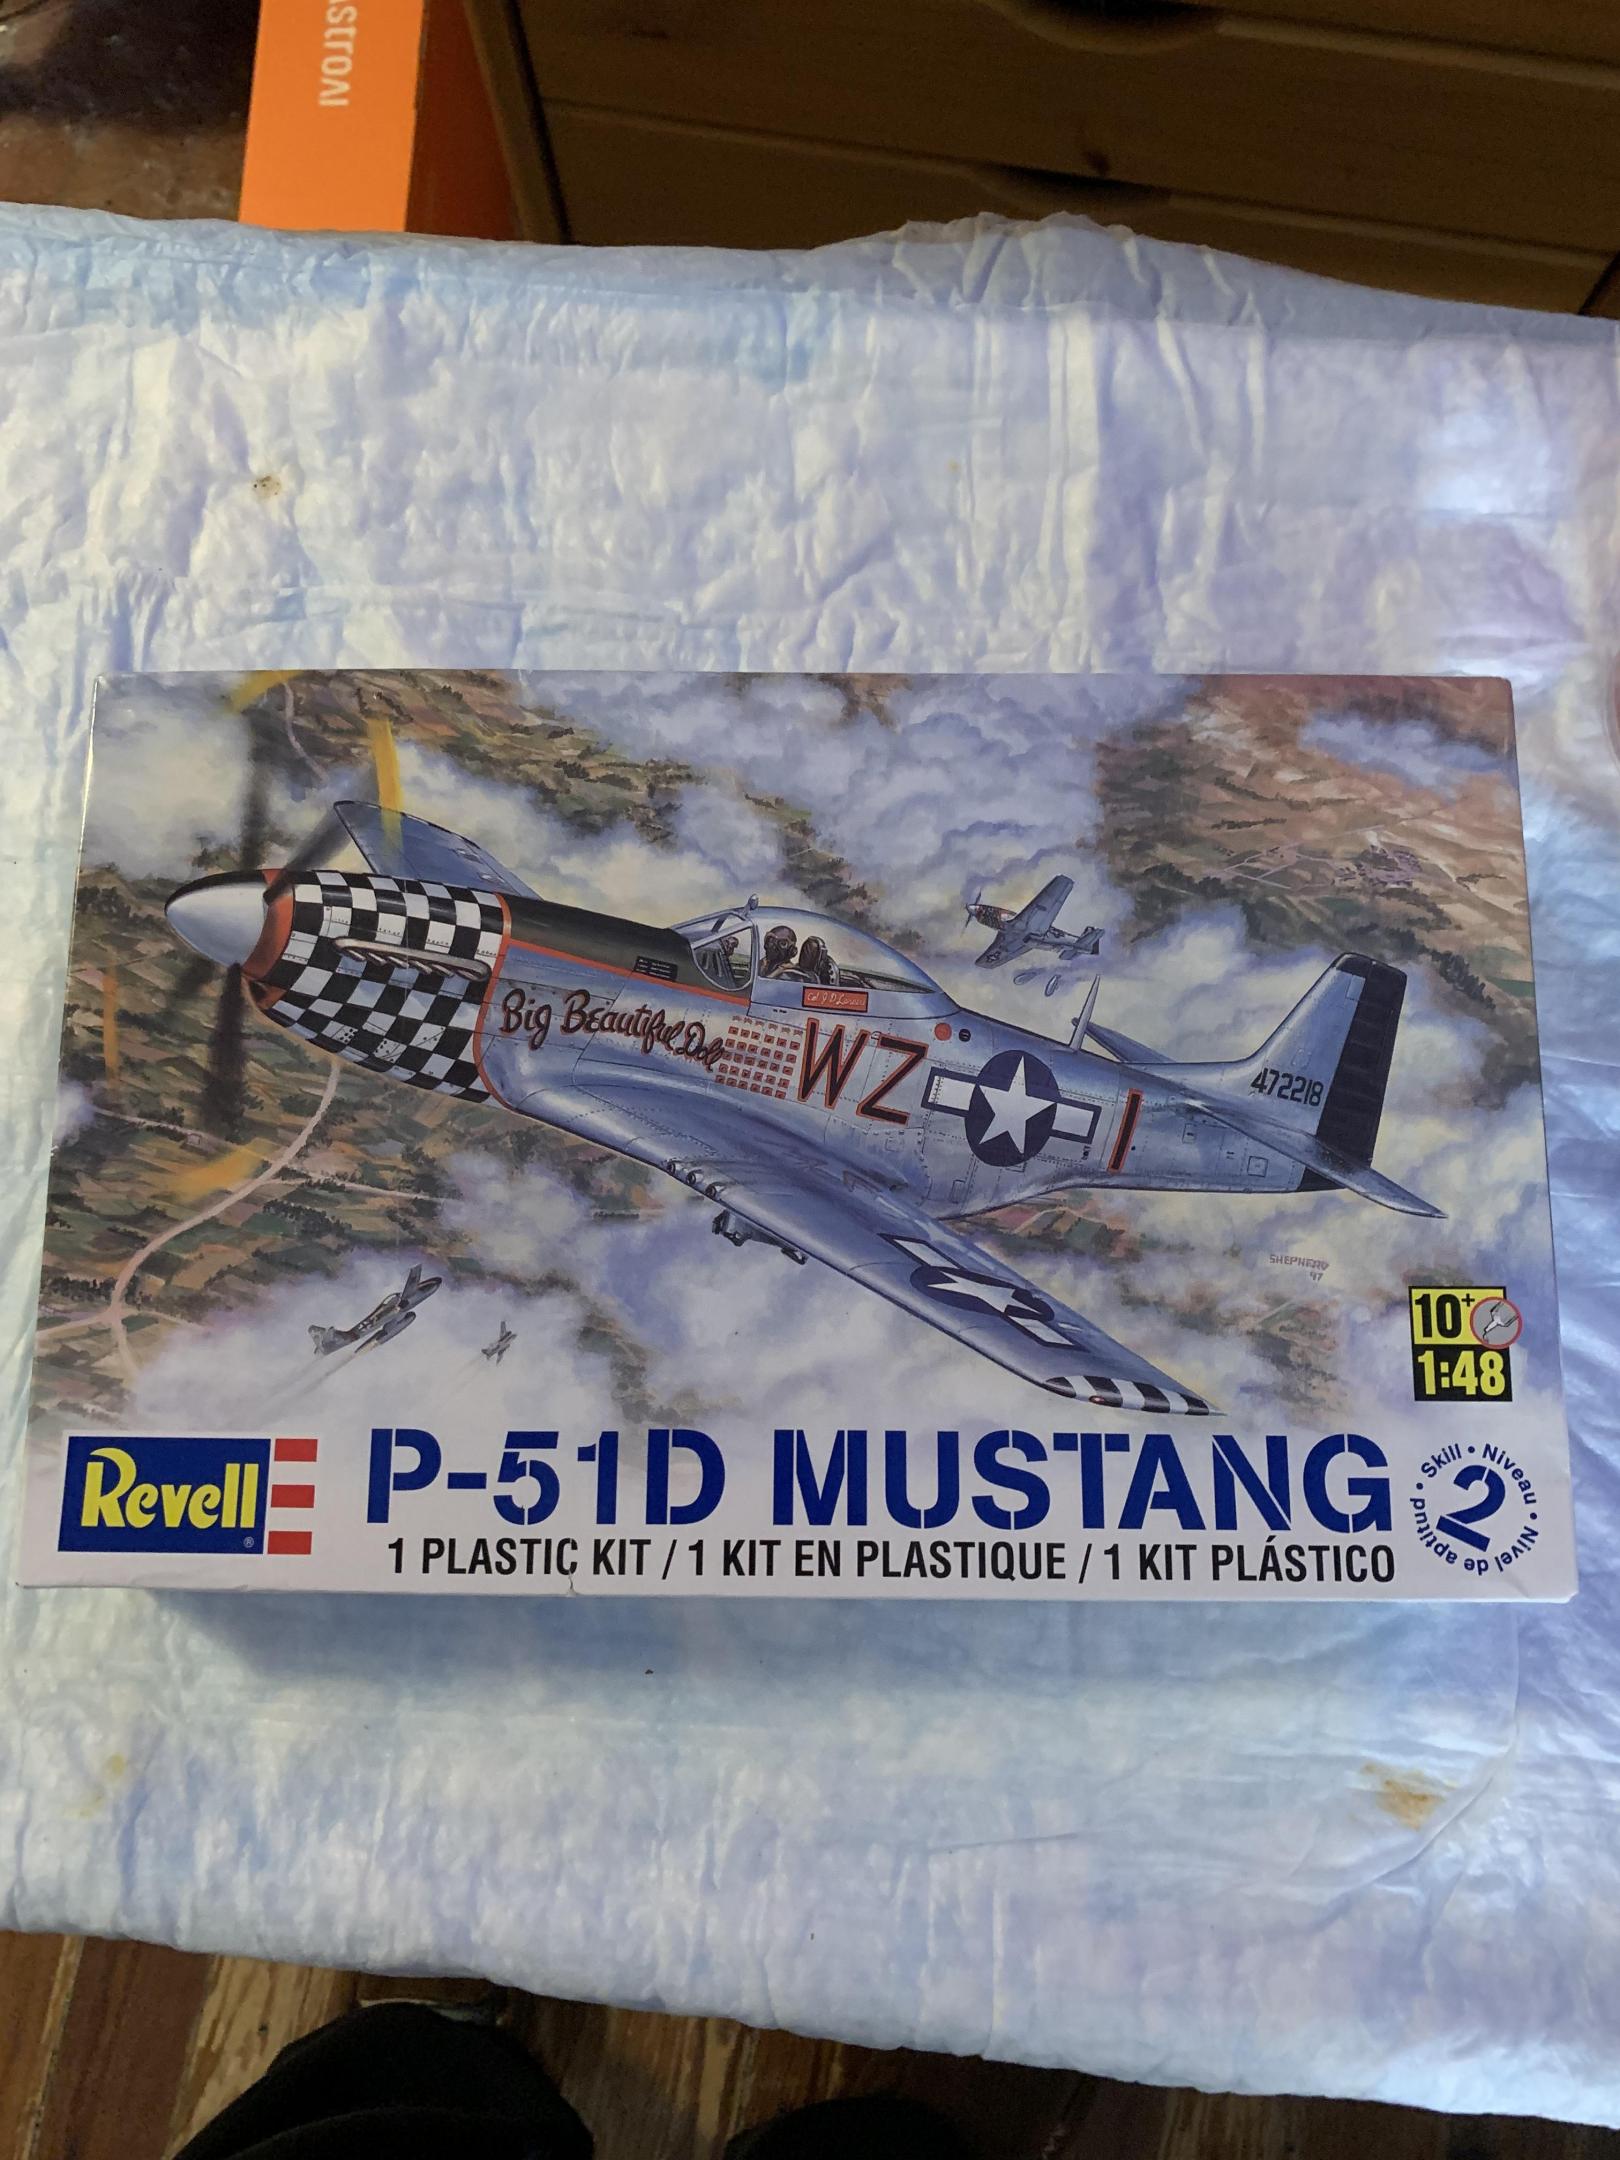 Big Beautiful Doll
WZ
I
472218
SHEPHERD
'97
10+
1:48
Revell®
P-51D MUSTANG
1 PLASTIC KIT / 1 KIT EN PLASTIQUE / 1 KIT PLÁSTICO
Skill • Niveau • Nivel de aptitud •
2